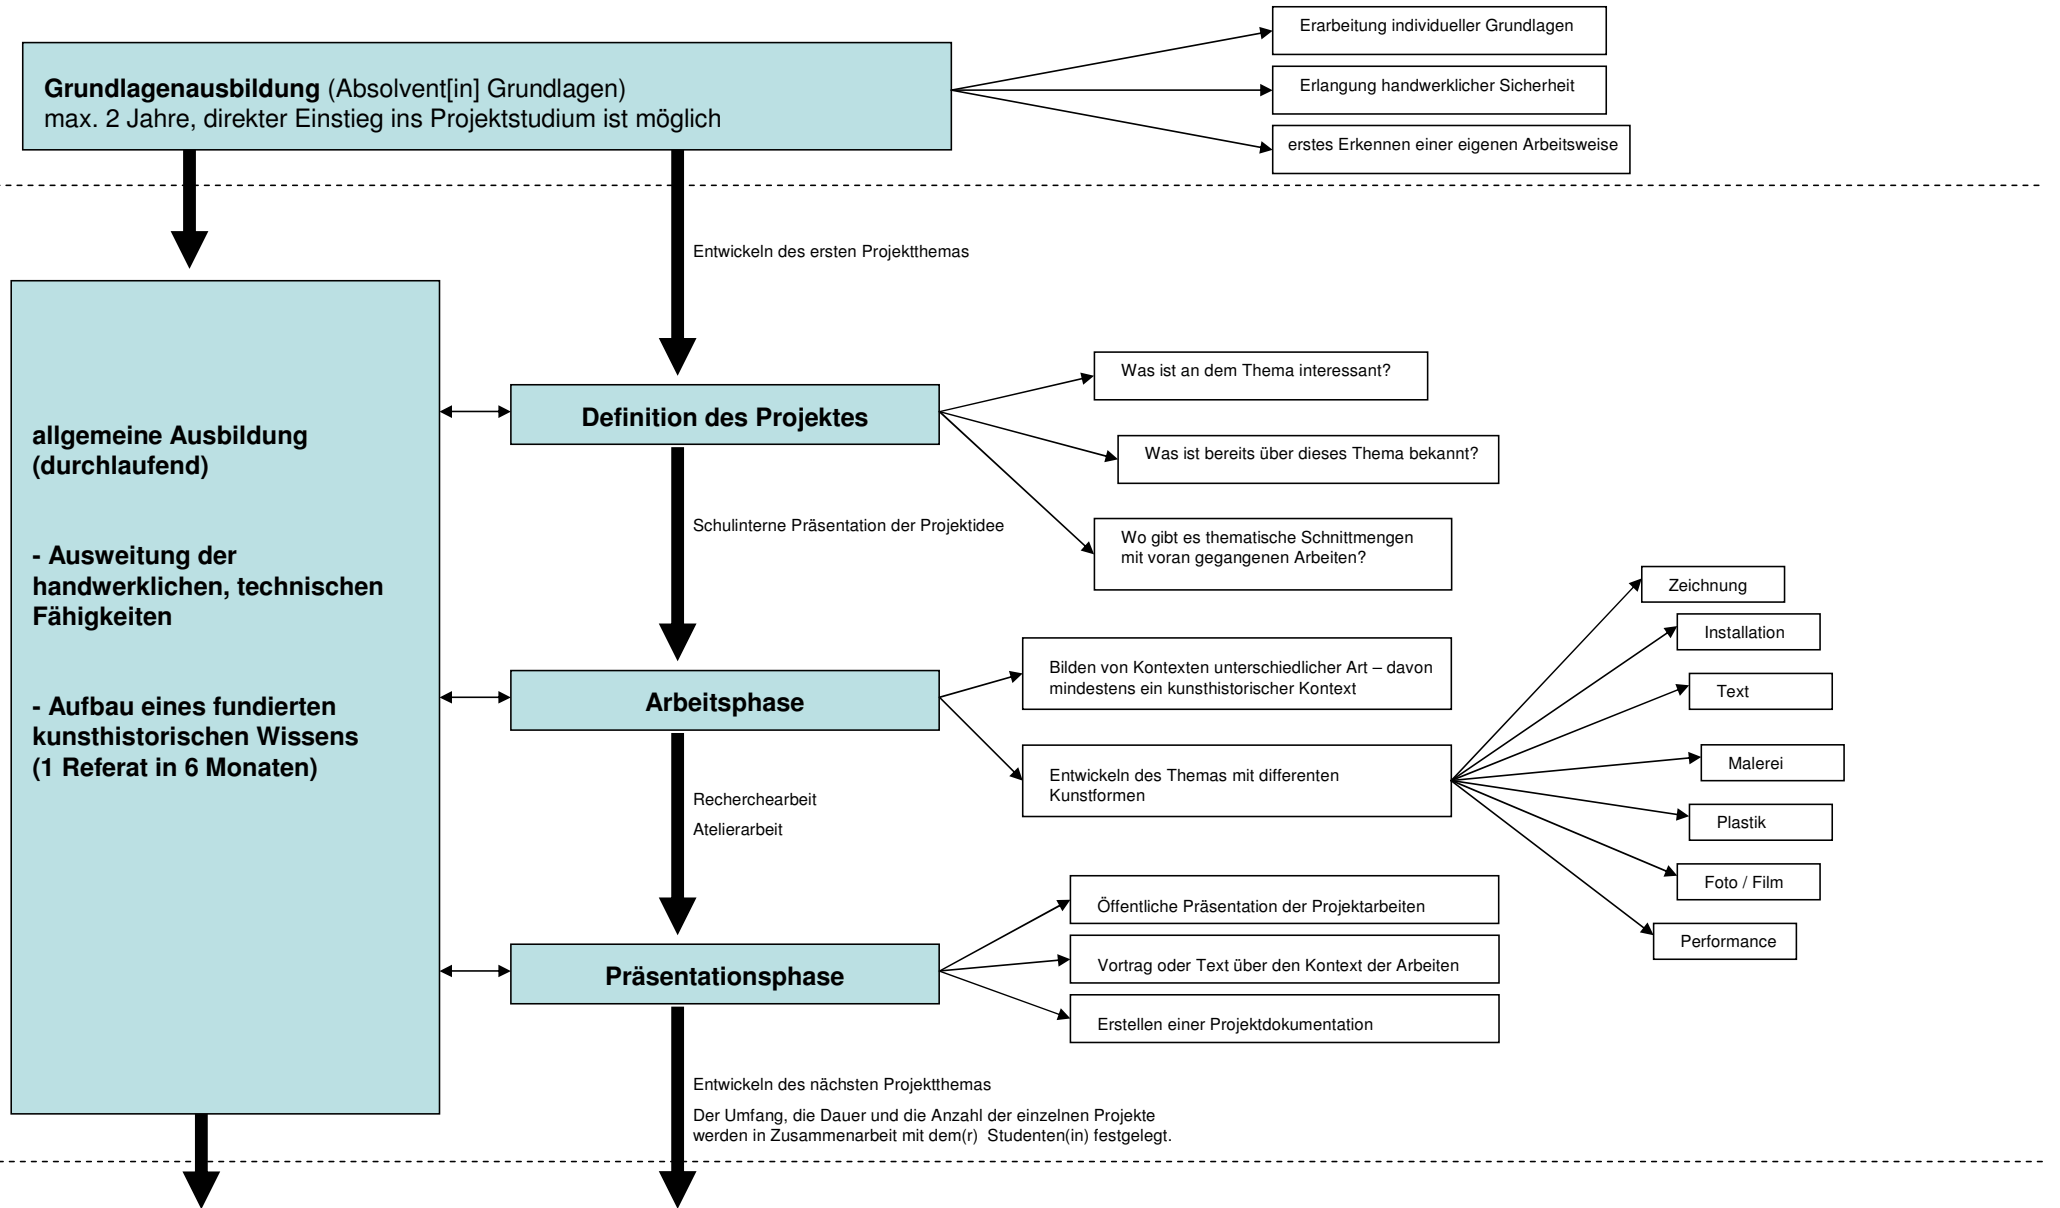 Erarbeitung individueller Grundlagen
Grundlagenausbildung (Absolvent[in] Grundlagen)
max. 2 Jahre, direkter Einstieg ins Projektstudium ist möglich
Erlangung handwerklicher Sicherheit
erstes Erkennen einer eigenen Arbeitsweise
Entwickeln des ersten Projektthemas
allgemeine Ausbildung
(durchlaufend)
- Ausweitung der
handwerklichen, technischen
Fähigkeiten
- Aufbau eines fundierten
kunsthistorischen Wissens
(1 Referat in 6 Monaten)
Definition des Projektes
Was ist an dem Thema interessant?
Was ist bereits über dieses Thema bekannt?
Wo gibt es thematische Schnittmengen
mit voran gegangenen Arbeiten?
Schulinterne Präsentation der Projektidee
Arbeitsphase
Bilden von Kontexten unterschiedlicher Art – davon
mindestens ein kunsthistorischer Kontext
Entwickeln des Themas mit differenten
Kunstformen
Zeichnung
Installation
Text
Malerei
Plastik
Foto / Film
Performance
Recherchearbeit
Atelierarbeit
Präsentationsphase
Öffentliche Präsentation der Projektarbeiten
Vortrag oder Text über den Kontext der Arbeiten
Erstellen einer Projektdokumentation
Entwickeln des nächsten Projektthemas
Der Umfang, die Dauer und die Anzahl der einzelnen Projekte
werden in Zusammenarbeit mit dem(r) Studenten(in) festgelegt.